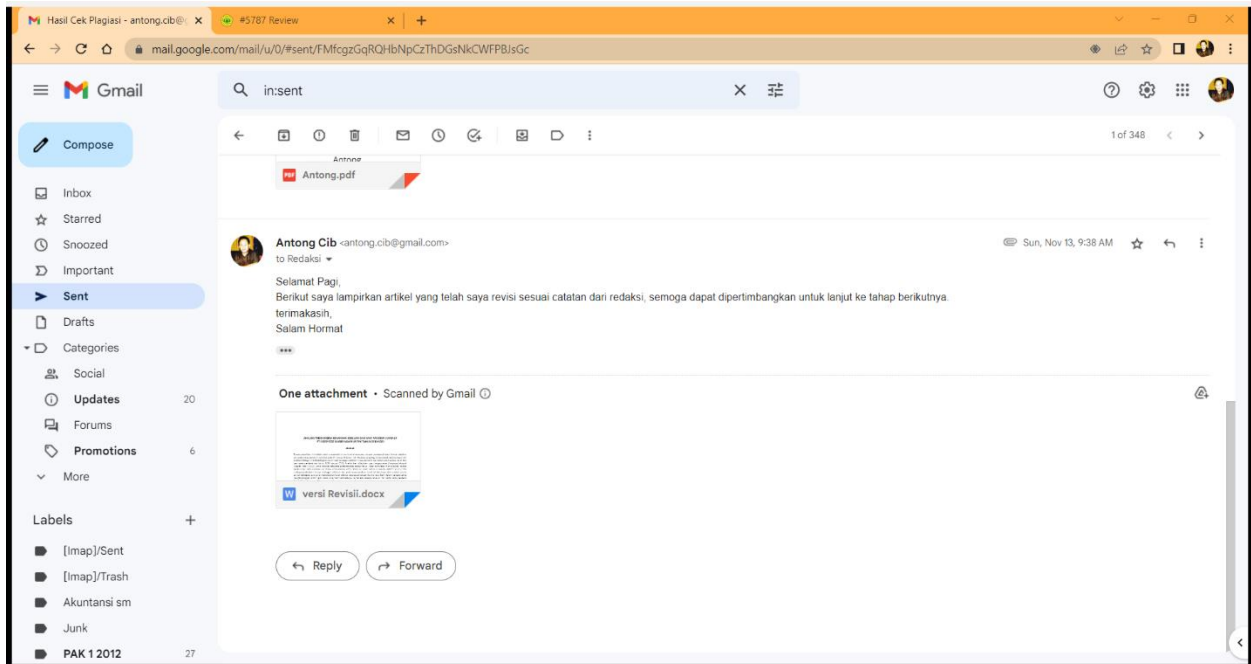 Hasil Cek Plagiasi - antong.cib@
#5787 Review
mail.google.com/mail/u/0/#sent/FMfcgzGqRQHbNpCzThDGsNkCWFPBJsGc
Gmail
in:sent
Compose
1 of 348
Inbox
Starred
Snoozed
Important
Sent
Drafts
Categories
Social
Updates 20
Forums
Promotions 6
More
Labels
[Imap]/Sent
[Imap]/Trash
Akuntansi sm
Junk
PAK 1 2012 27
Antong
PDF Antong.pdf
Antong Cib <antong.cib@gmail.com> Sun, Nov 13, 9:38 AM
to Redaksi
Selamat Pagi,
Berikut saya lampirkan artikel yang telah saya revisi sesuai catatan dari redaksi, semoga dapat dipertimbangkan untuk lanjut ke tahap berikutnya.
terimakasih,
Salam Hormat
One attachment • Scanned by Gmail
W versi Revisii.docx
Reply Forward